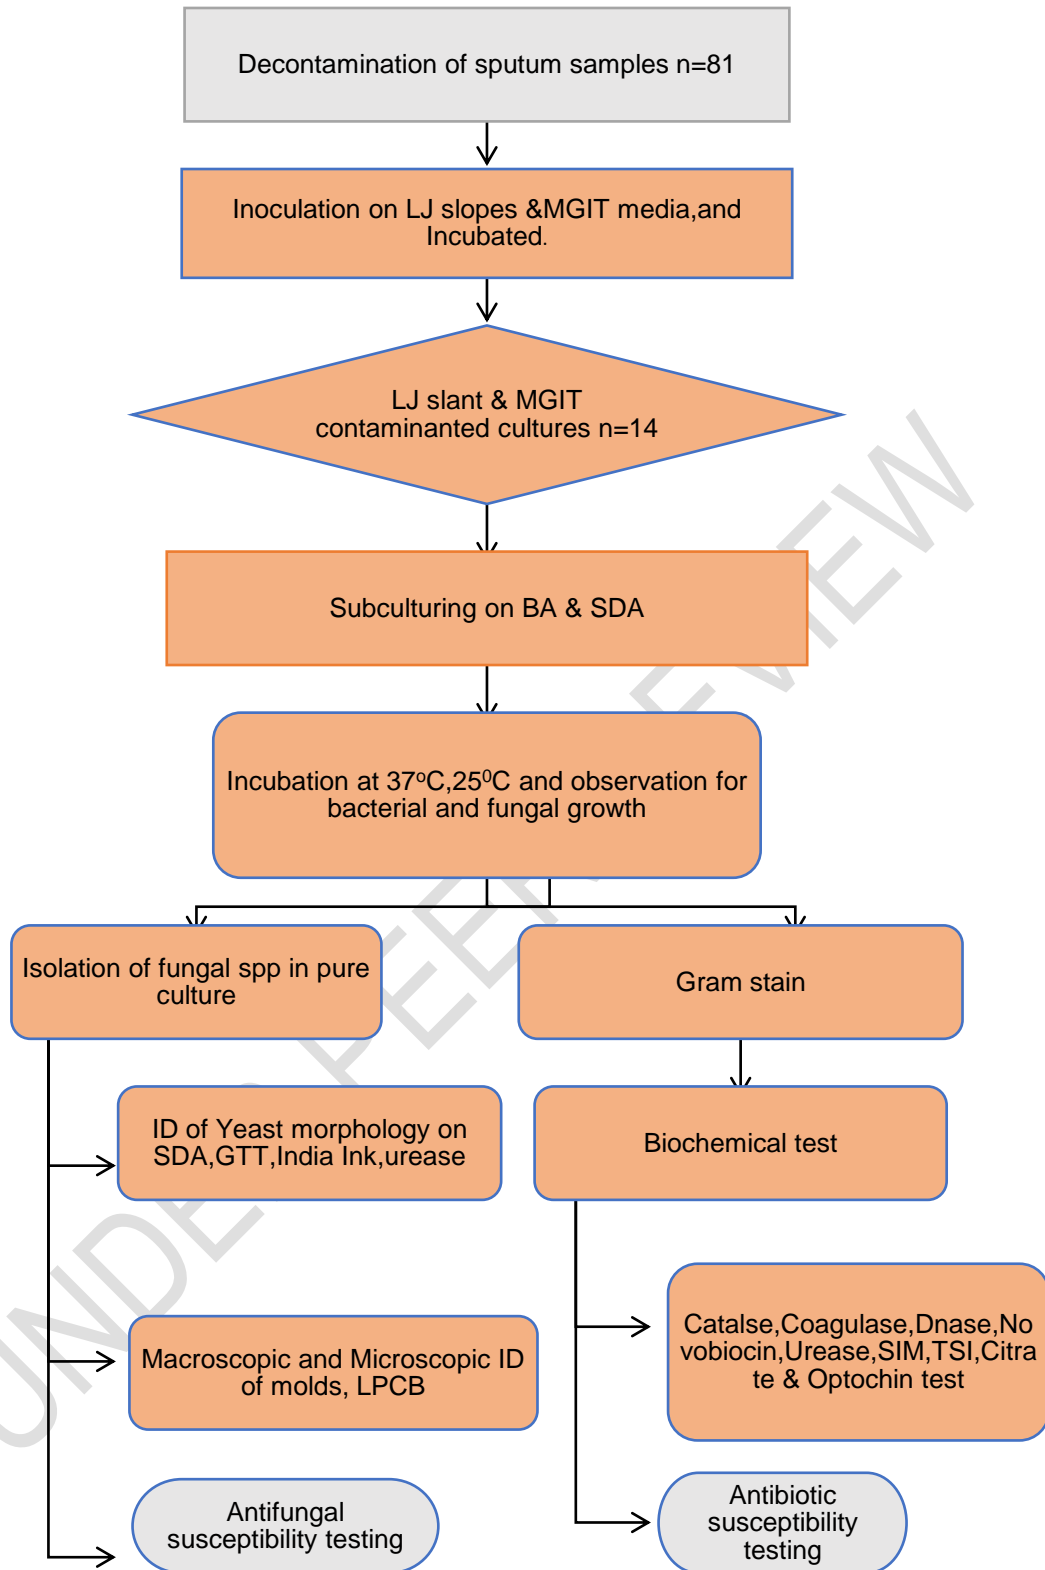 Decontamination of sputum samples n=81
Inoculation on LJ slopes &MGIT media,and
Incubated.
LJ slant & MGIT
contaminanted cultures n=14
Subculturing on BA & SDA
Incubation at 37⁰C,25⁰C and observation for
bacterial and fungal growth
Isolation of fungal spp in pure
culture
Gram stain
ID of Yeast morphology on
SDA,GTT,India Ink,urease
Biochemical test
Macroscopic and Microscopic ID
of molds, LPCB
Catalse,Coagulase,Dnase,No
vobiocin,Urease,SIM,TSI,Citra
te & Optochin test
Antifungal
susceptibility testing
Antibiotic
susceptibility
testing
UNDER PEER REVIEW